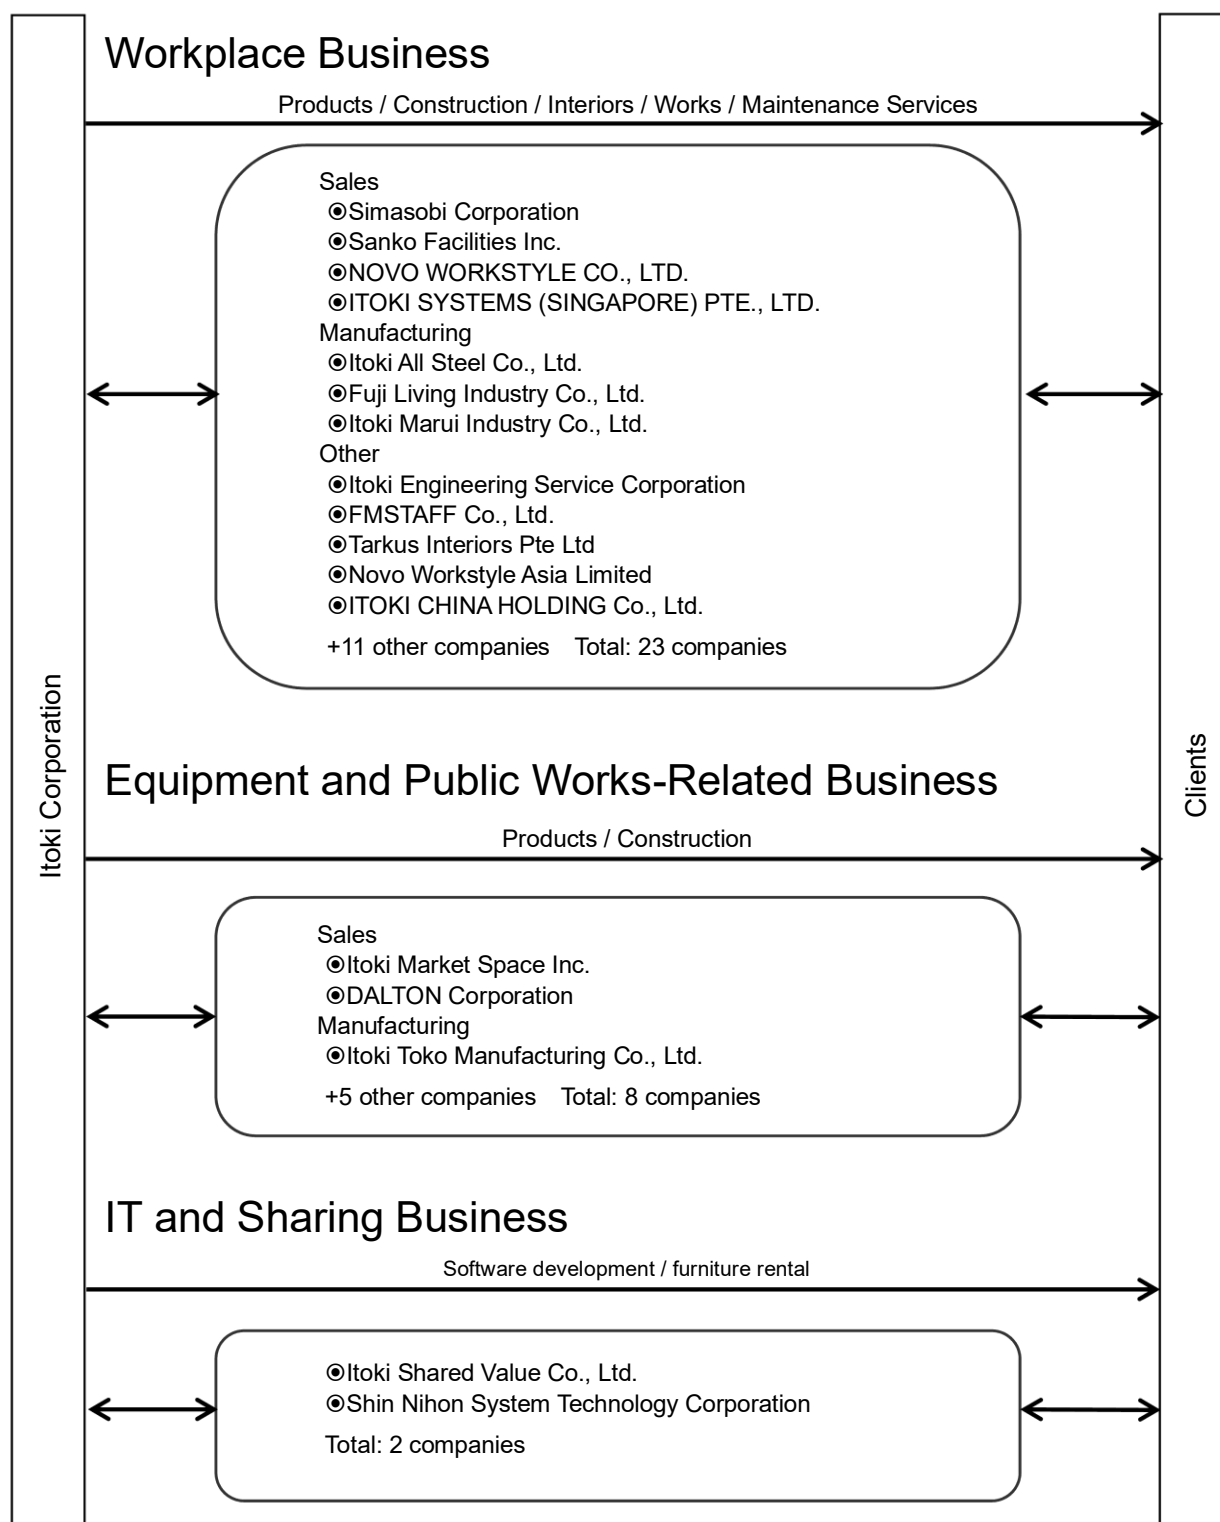 Workplace Business
Products / Construction / Interiors / Works / Maintenance Services
Sales
◉Simasobi Corporation
◉Sanko Facilities Inc.
◉NOVO WORKSTYLE CO., LTD.
◉ITOKI SYSTEMS (SINGAPORE) PTE., LTD.
Manufacturing
◉Itoki All Steel Co., Ltd.
◉Fuji Living Industry Co., Ltd.
◉Itoki Marui Industry Co., Ltd.
Other
◉Itoki Engineering Service Corporation
◉FMSTAFF Co., Ltd.
◉Tarkus Interiors Pte Ltd
◉Novo Workstyle Asia Limited
◉ITOKI CHINA HOLDING Co., Ltd.
+11 other companies Total: 23 companies
Itoki Corporation
Clients
Equipment and Public Works-Related Business
Products / Construction
Sales
◉Itoki Market Space Inc.
◉DALTON Corporation
Manufacturing
◉Itoki Toko Manufacturing Co., Ltd.
+5 other companies Total: 8 companies
IT and Sharing Business
Software development / furniture rental
◉Itoki Shared Value Co., Ltd.
◉Shin Nihon System Technology Corporation
Total: 2 companies